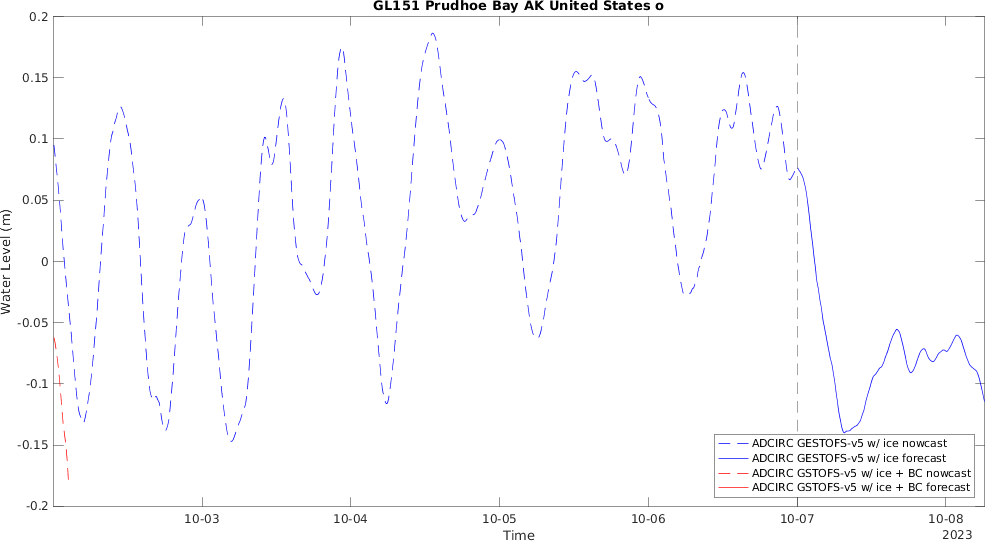 GL151 Prudhoe Bay AK United States o
0.2
0.15
0.1
0.05
0
-0.05
-0.1
-0.15
-0.2
Water Level (m)
10-03 10-04 10-05 10-06 10-07 10-08
Time
2023
ADCIRC GESTOFS-v5 w/ ice nowcast
ADCIRC GESTOFS-v5 w/ ice forecast
ADCIRC GSTOFS-v5 w/ ice + BC nowcast
ADCIRC GSTOFS-v5 w/ ice + BC forecast